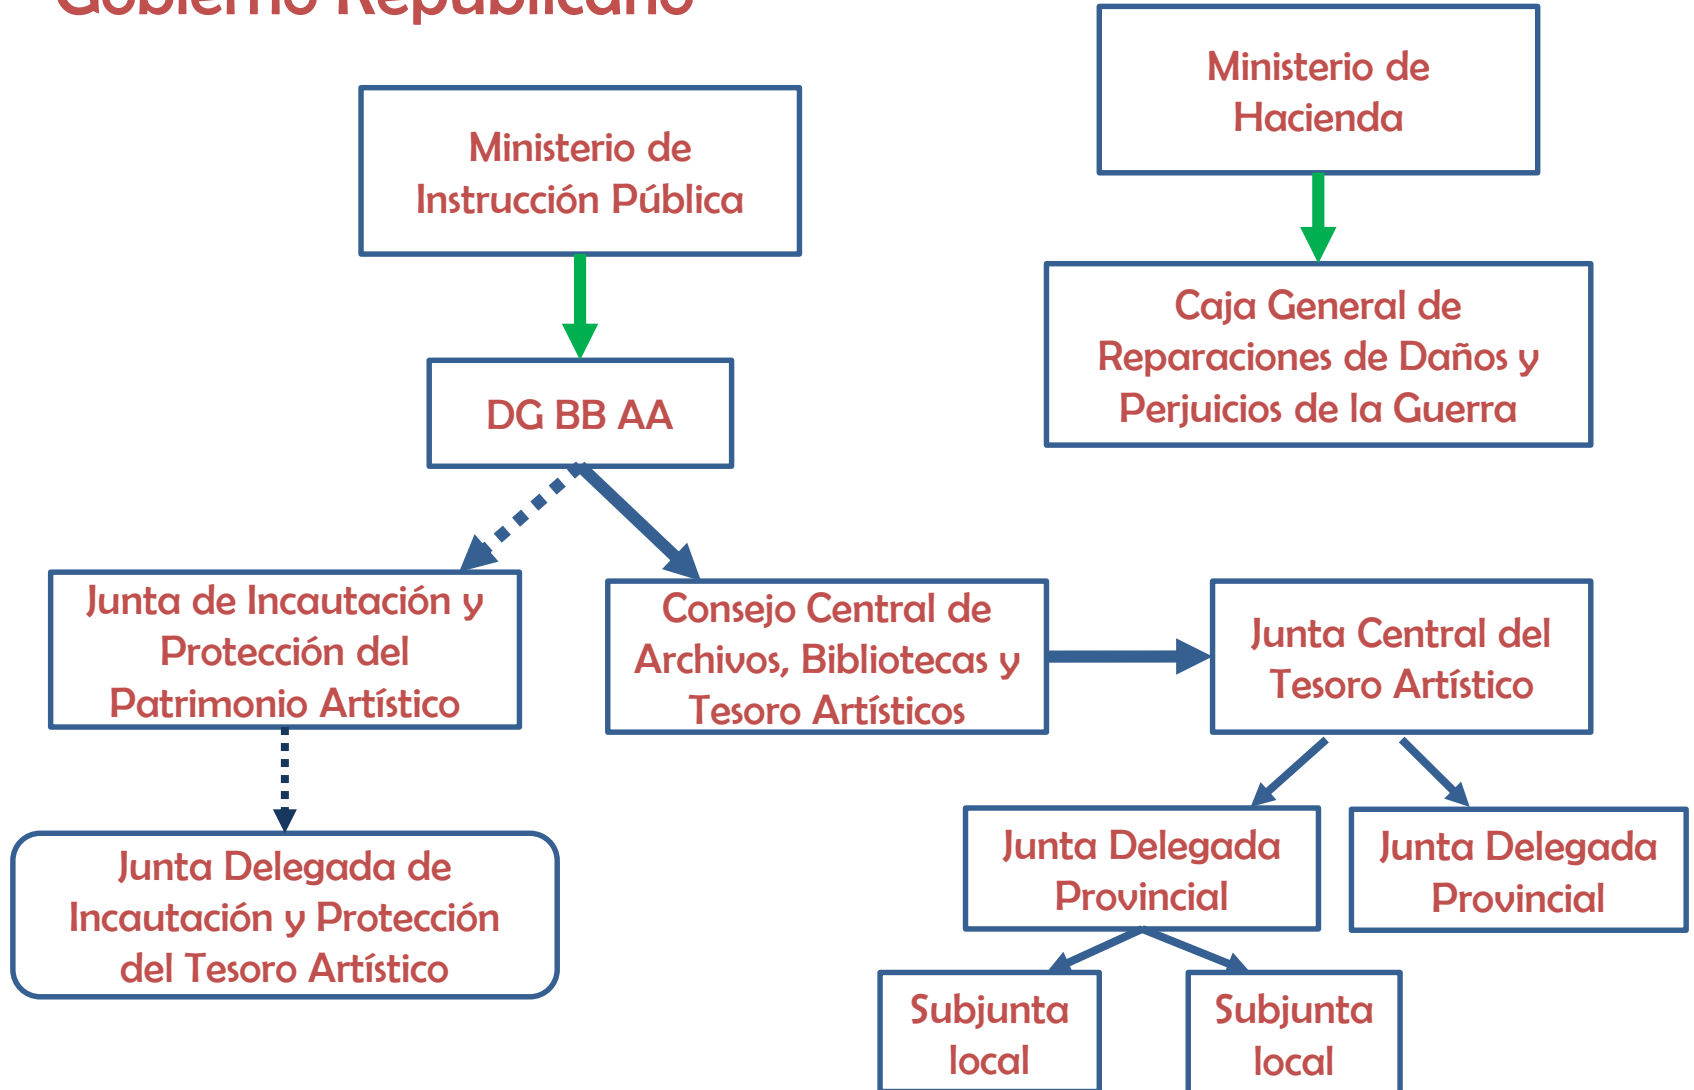 Gobierno Republicano
Ministerio de
Hacienda
Ministerio de
Instrucción Pública
Caja General de
Reparaciones de Daños y
Perjuicios de la Guerra
DG BB AA
Junta de Incautación y
Protección del
Patrimonio Artístico
Consejo Central de
Archivos, Bibliotecas y
Tesoro Artísticos
Junta Central del
Tesoro Artístico
Junta Delegada de
Incautación y Protección
del Tesoro Artístico
Junta Delegada
Provincial
Junta Delegada
Provincial
Subjunta
local
Subjunta
local